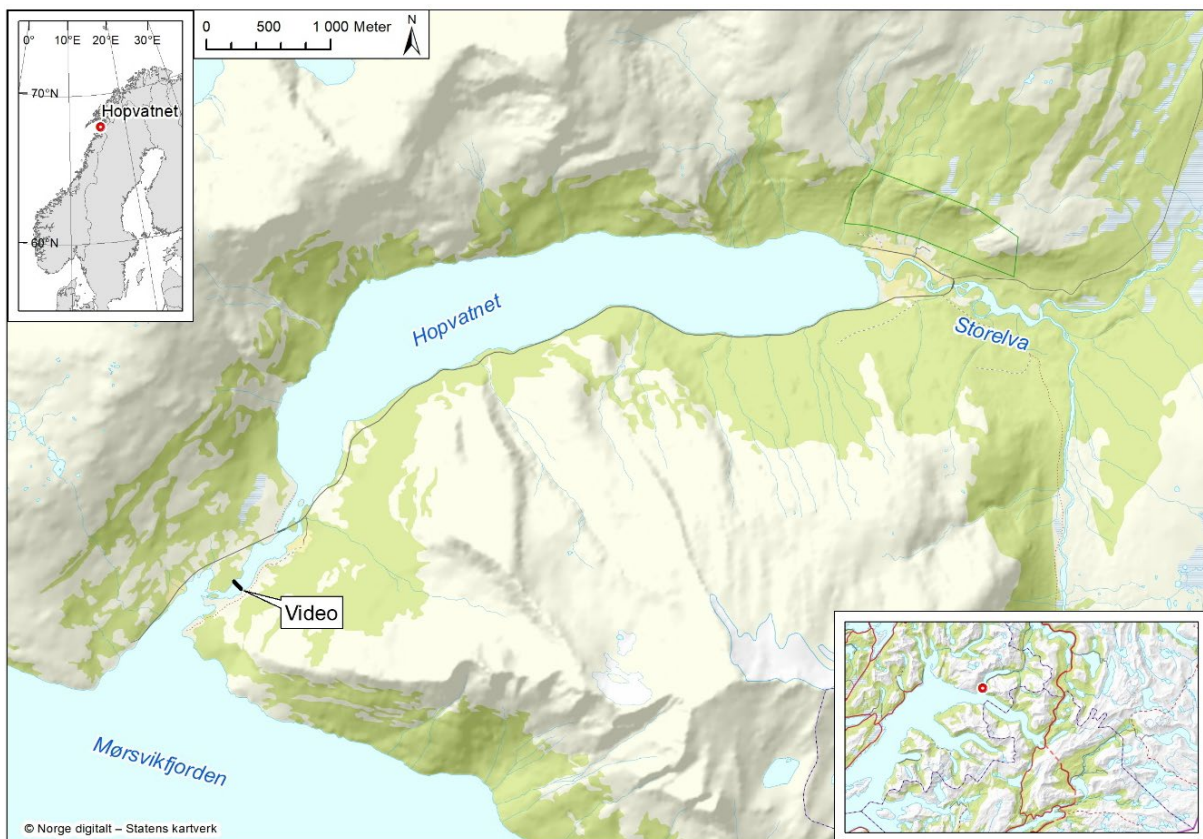 0° 10°E 20°E 30°E
70°N
Hopvatnet
60°N
0 500 1 000 Meter
N
Hopvatnet
Storelva
Video
Mørsvikfjorden
© Norge digitalt – Statens kartverk